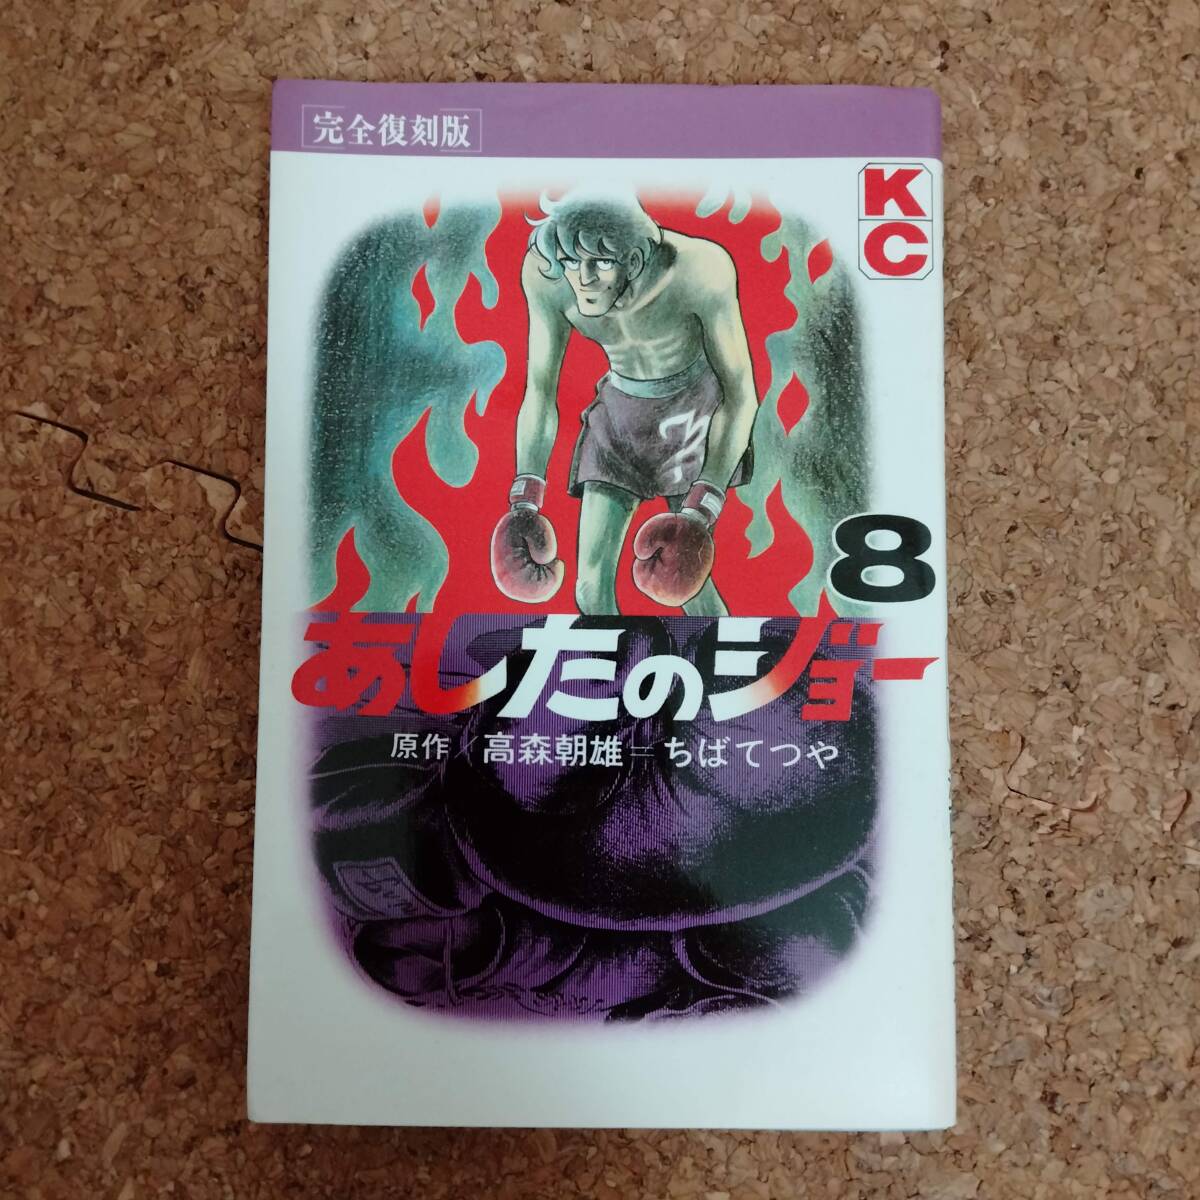 完全復刻版
K
C
8
あしたのジョー
原作／高森朝雄＝ちばてつや